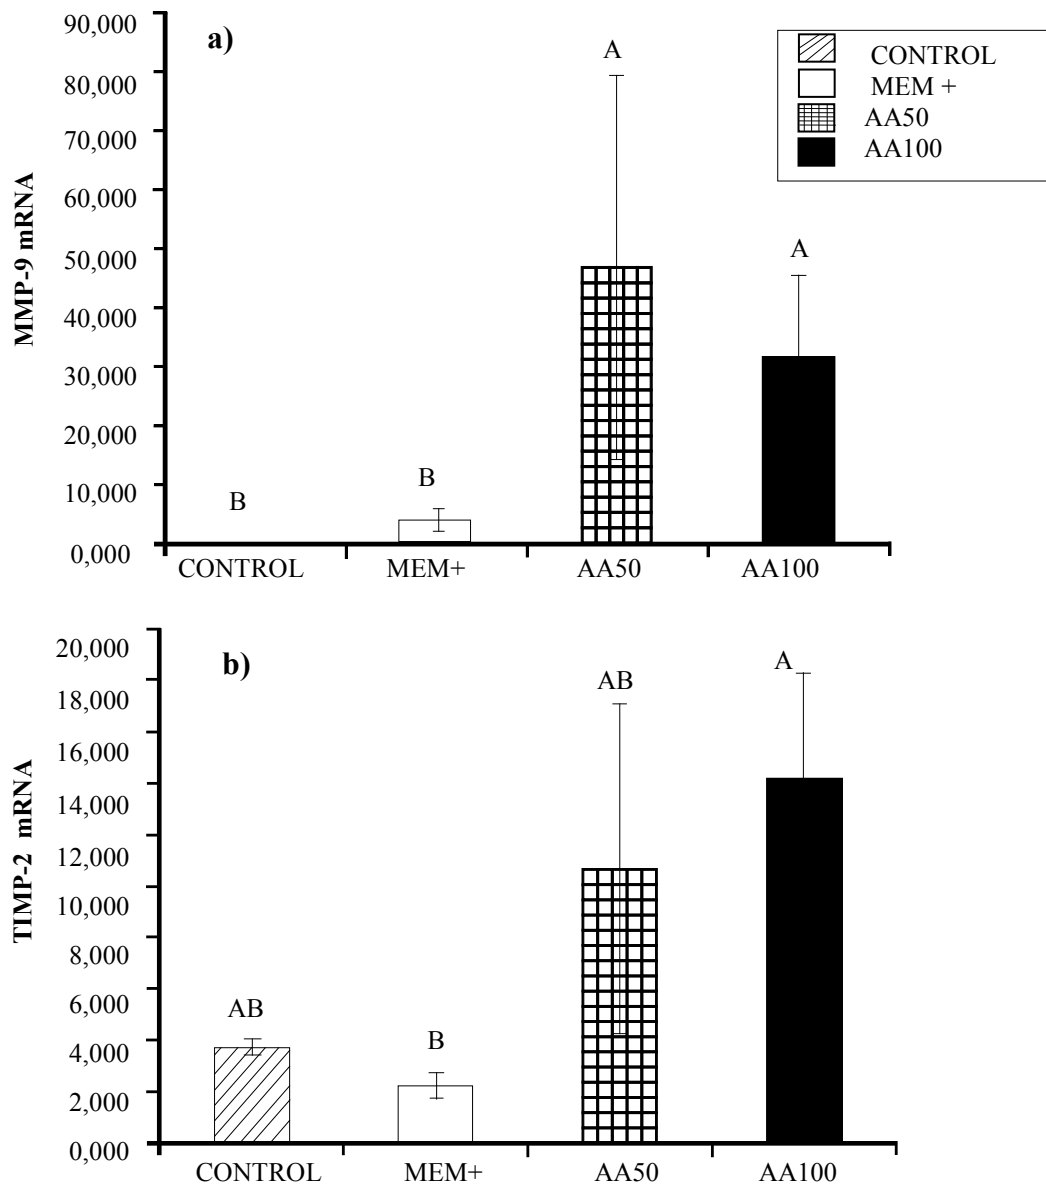 90,000
a)
80,000
70,000
60,000
50,000
40,000
30,000
20,000
10,000
0,000
MMP-9 mRNA
A
A
B
B
CONTROL
MEM +
AA50
AA100
CONTROL MEM+ AA50 AA100
20,000
b)
18,000
16,000
14,000
12,000
10,000
8,000
6,000
4,000
2,000
0,000
TIMP-2 mRNA
A
AB
AB
B
CONTROL MEM+ AA50 AA100